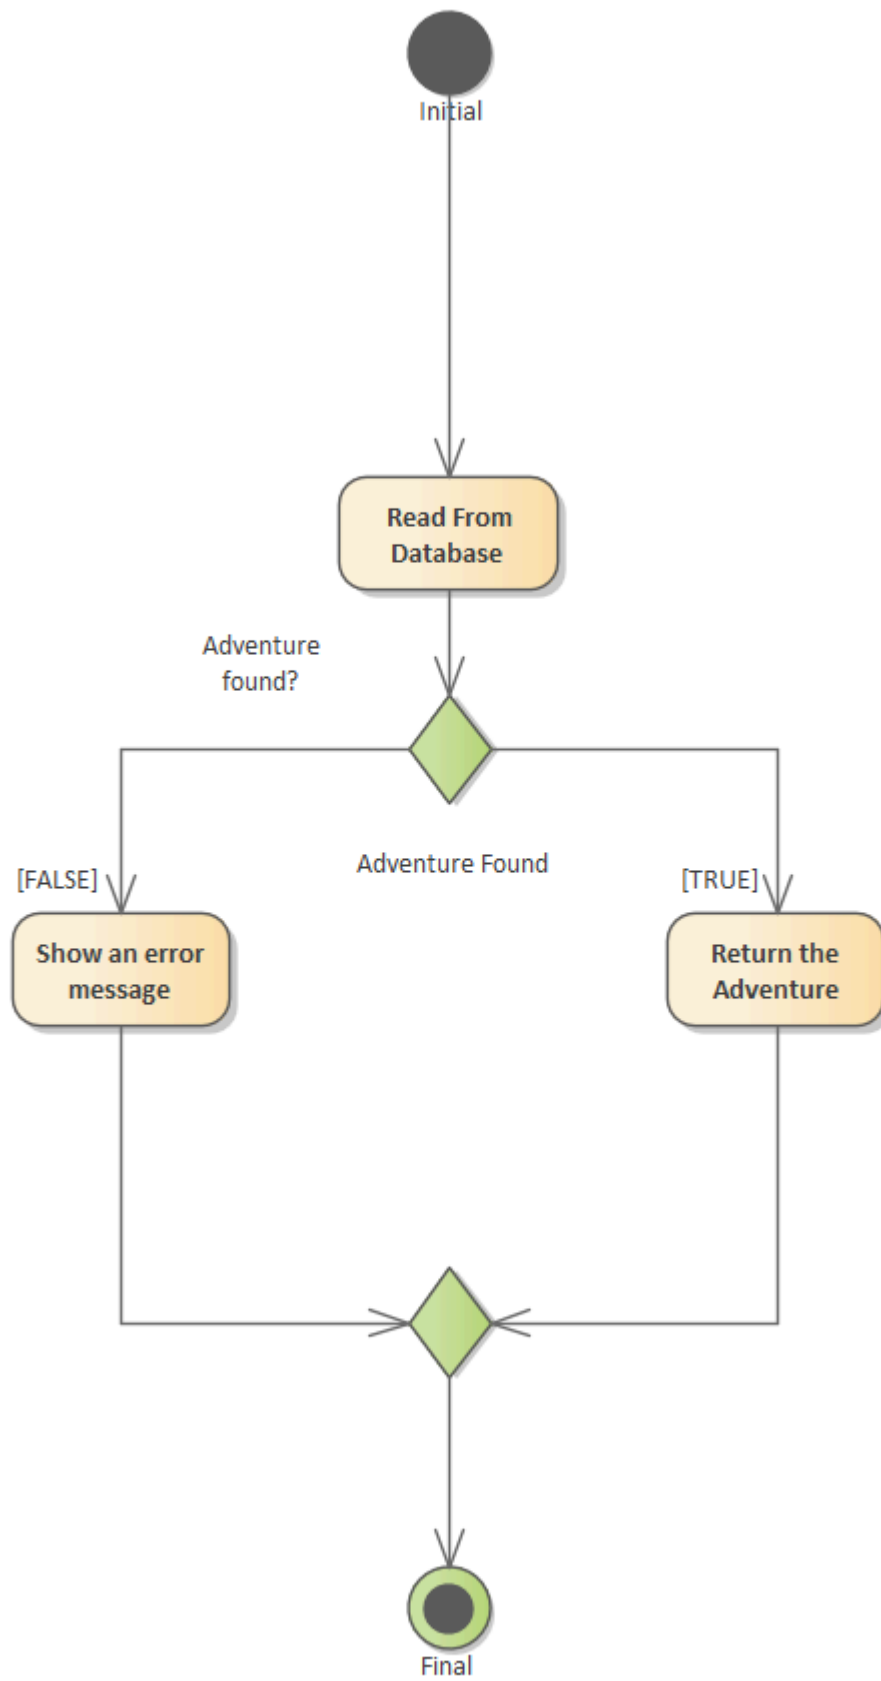 Initial
Read From
Database
Adventure
found?
Adventure Found
[FALSE]
[TRUE]
Show an error
message
Return the
Adventure
Final